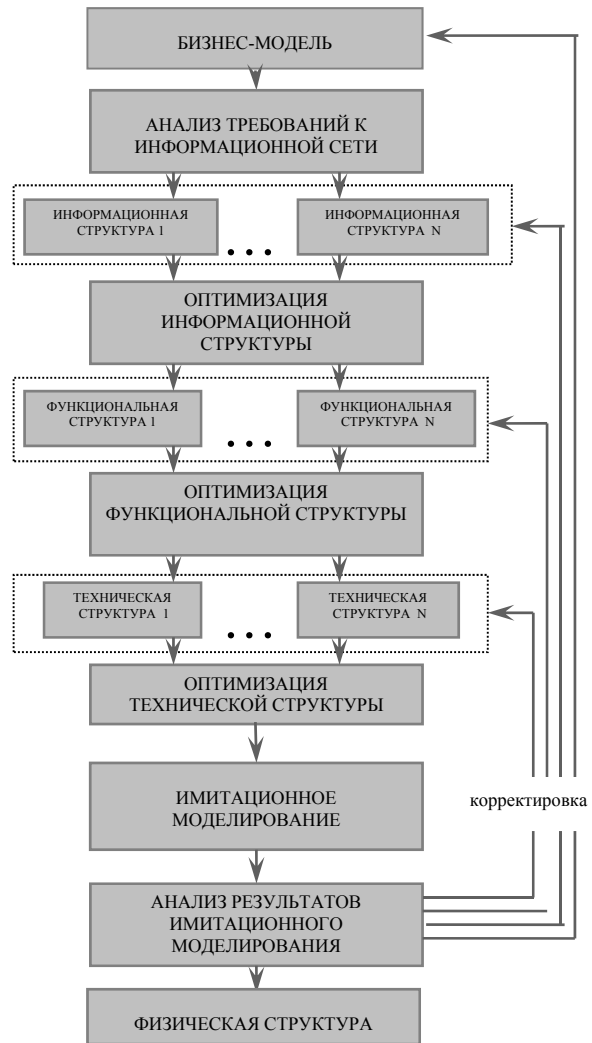 БИЗНЕС-МОДЕЛЬ
АНАЛИЗ ТРЕБОВАНИЙ К
ИНФОРМАЦИОННОЙ СЕТИ
ИНФОРМАЦИОННАЯ
СТРУКТУРА 1
...
ИНФОРМАЦИОННАЯ
СТРУКТУРА N
ОПТИМИЗАЦИЯ
ИНФОРМАЦИОННОЙ
СТРУКТУРЫ
ФУНКЦИОНАЛЬНАЯ
СТРУКТУРА 1
...
ФУНКЦИОНАЛЬНАЯ
СТРУКТУРА N
ОПТИМИЗАЦИЯ
ФУНКЦИОНАЛЬНОЙ СТРУКТУРЫ
ТЕХНИЧЕСКАЯ
СТРУКТУРА 1
...
ТЕХНИЧЕСКАЯ
СТРУКТУРА N
ОПТИМИЗАЦИЯ
ТЕХНИЧЕСКОЙ СТРУКТУРЫ
ИМИТАЦИОННОЕ
МОДЕЛИРОВАНИЕ
корректировка
АНАЛИЗ РЕЗУЛЬТАТОВ
ИМИТАЦИОННОГО
МОДЕЛИРОВАНИЯ
ФИЗИЧЕСКАЯ СТРУКТУРА